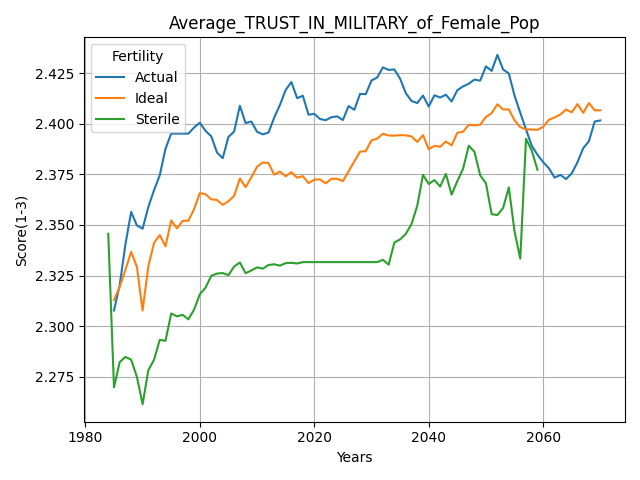 Average_TRUST_IN_MILITARY_of_Female_Pop
Fertility
Actual
Ideal
Sterile
Score(1-3)
2.425
2.400
2.375
2.350
2.325
2.300
2.275
1980 2000 2020 2040 2060
Years